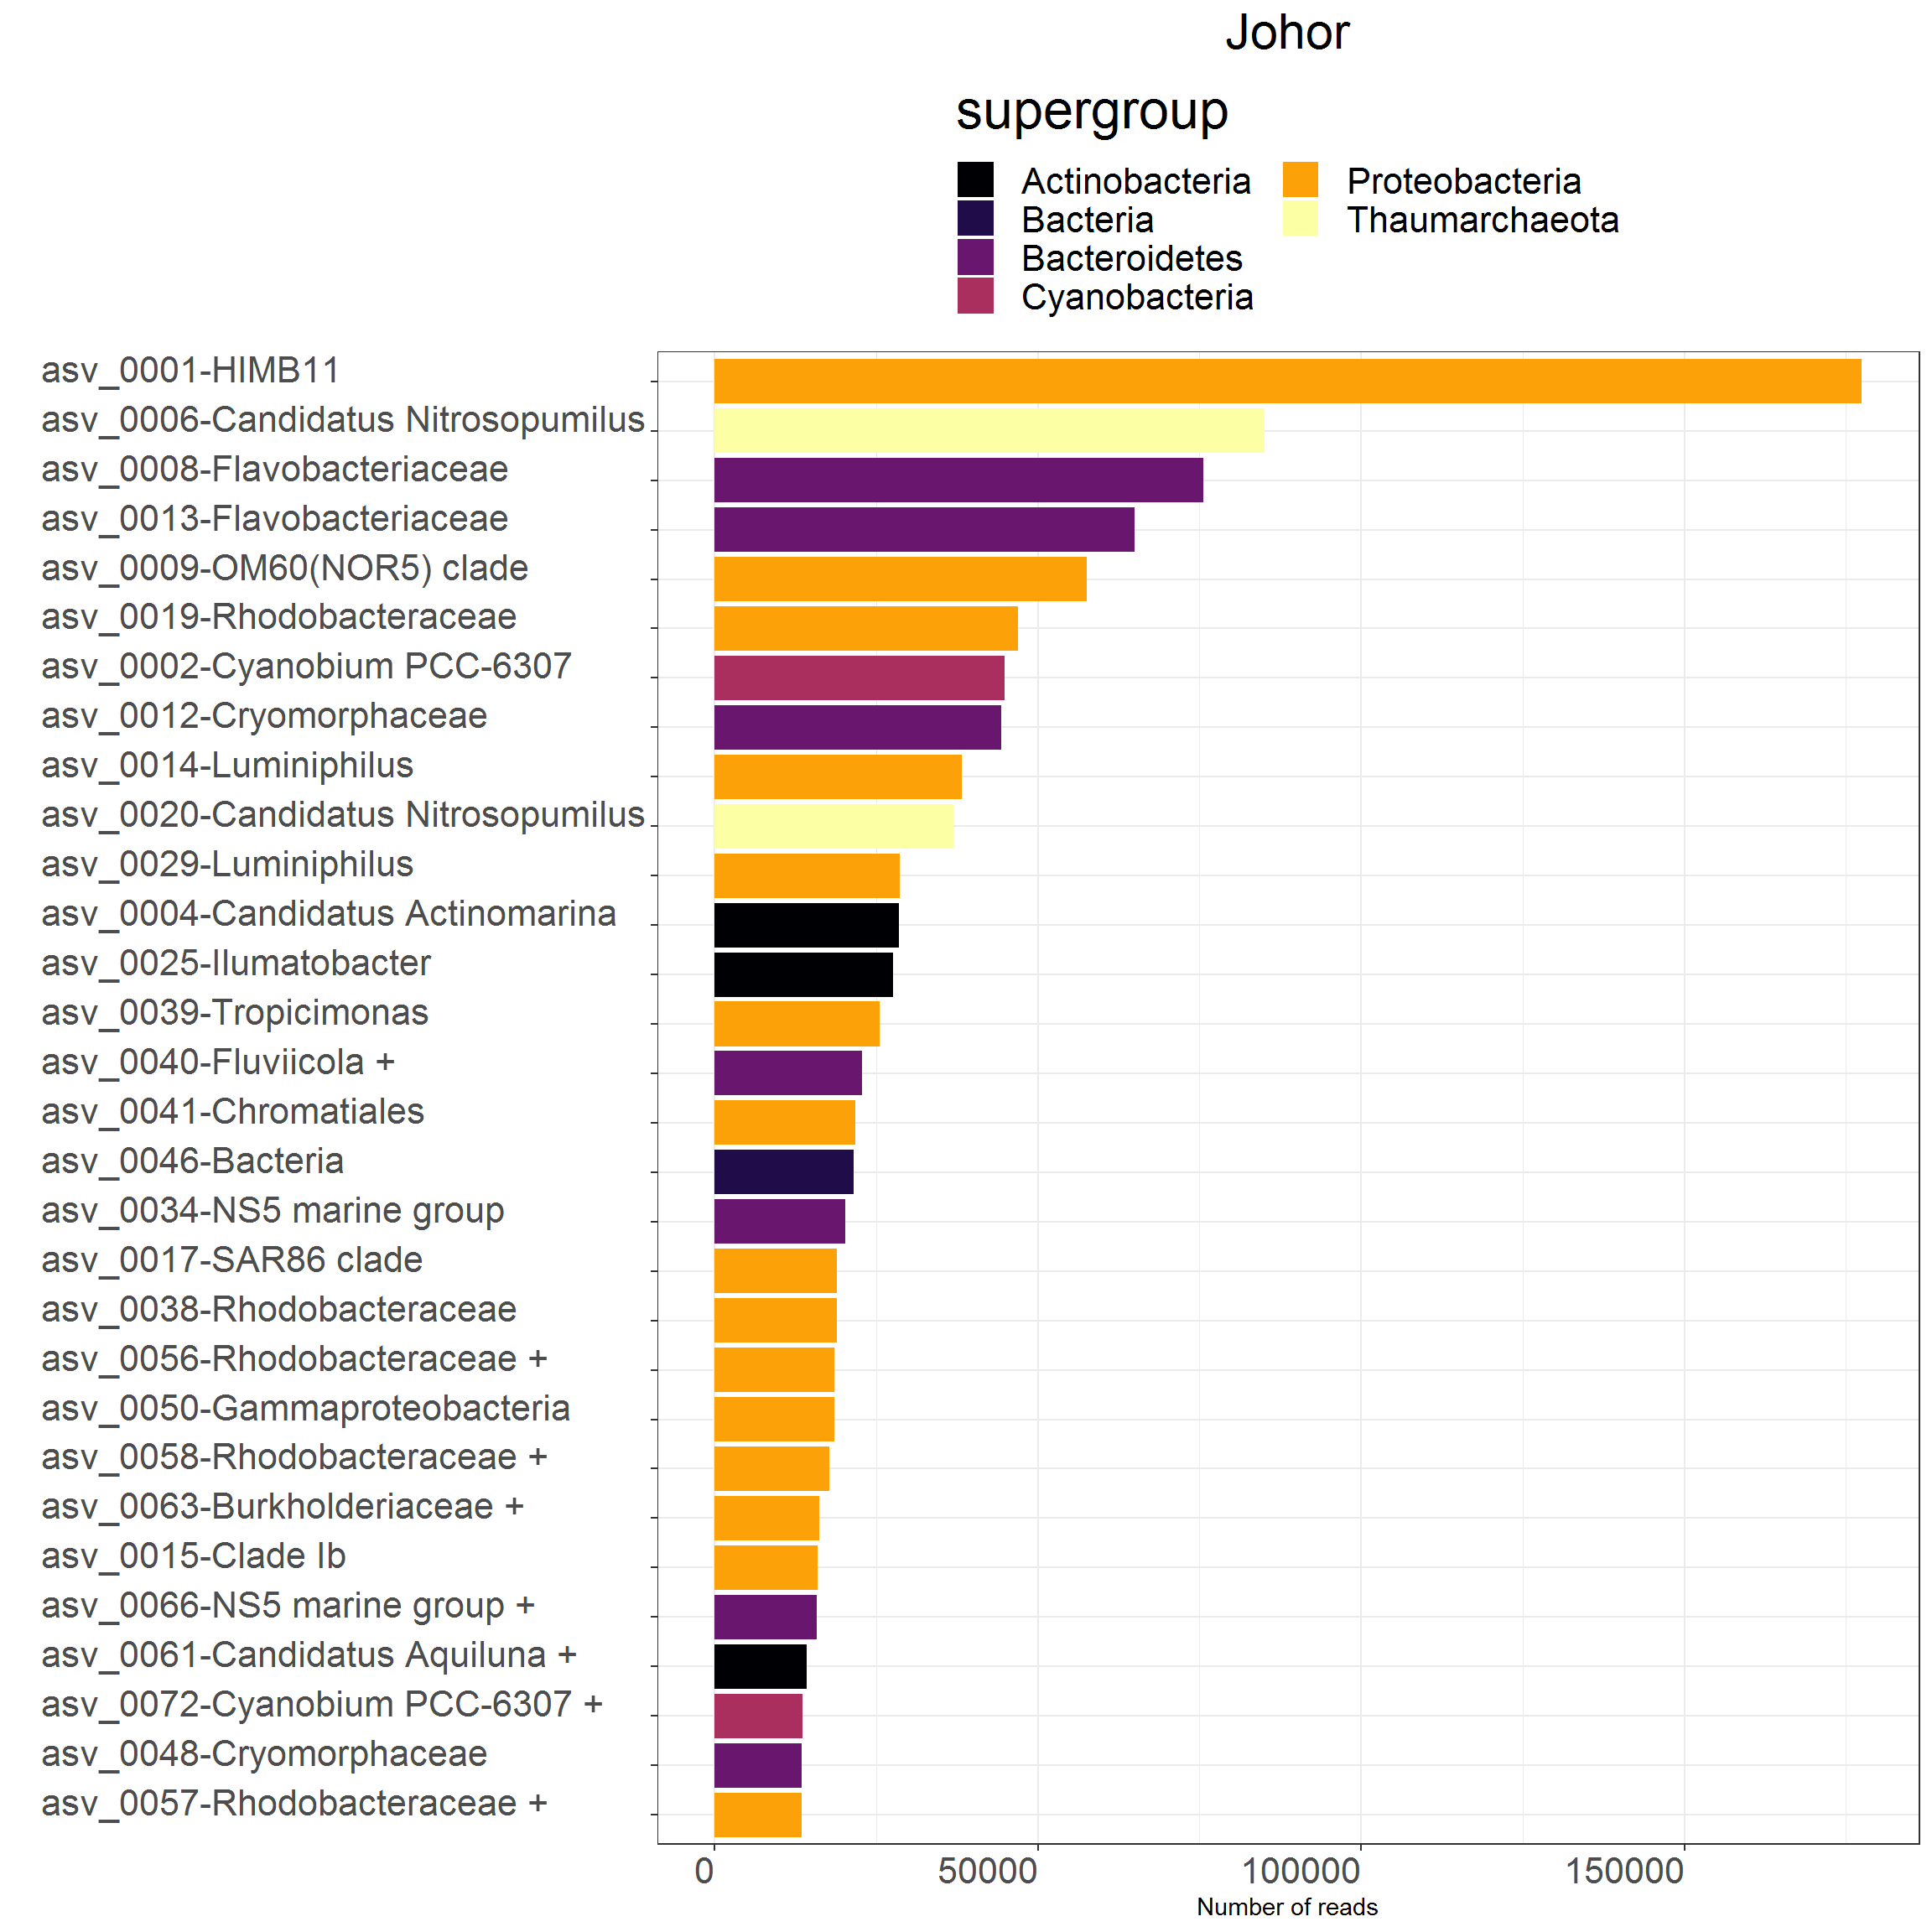 Johor
supergroup
Actinobacteria
Bacteria
Bacteroidetes
Cyanobacteria
Proteobacteria
Thaumarchaeota
asv_0001-HIMB11
asv_0006-Candidatus Nitrosopumilus
asv_0008-Flavobacteriaceae
asv_0013-Flavobacteriaceae
asv_0009-OM60(NOR5) clade
asv_0019-Rhodobacteraceae
asv_0002-Cyanobium PCC-6307
asv_0012-Cryomorphaceae
asv_0014-Luminiphilus
asv_0020-Candidatus Nitrosopumilus
asv_0029-Luminiphilus
asv_0004-Candidatus Actinomarina
asv_0025-Ilumatobacter
asv_0039-Tropicimonas
asv_0040-Fluviicola +
asv_0041-Chromatiales
asv_0046-Bacteria
asv_0034-NS5 marine group
asv_0017-SAR86 clade
asv_0038-Rhodobacteraceae
asv_0056-Rhodobacteraceae +
asv_0050-Gammaproteobacteria
asv_0058-Rhodobacteraceae +
asv_0063-Burkholderiaceae +
asv_0015-Clade Ib
asv_0066-NS5 marine group +
asv_0061-Candidatus Aquiluna +
asv_0072-Cyanobium PCC-6307 +
asv_0048-Cryomorphaceae
asv_0057-Rhodobacteraceae +
0 50000 100000 150000
Number of reads